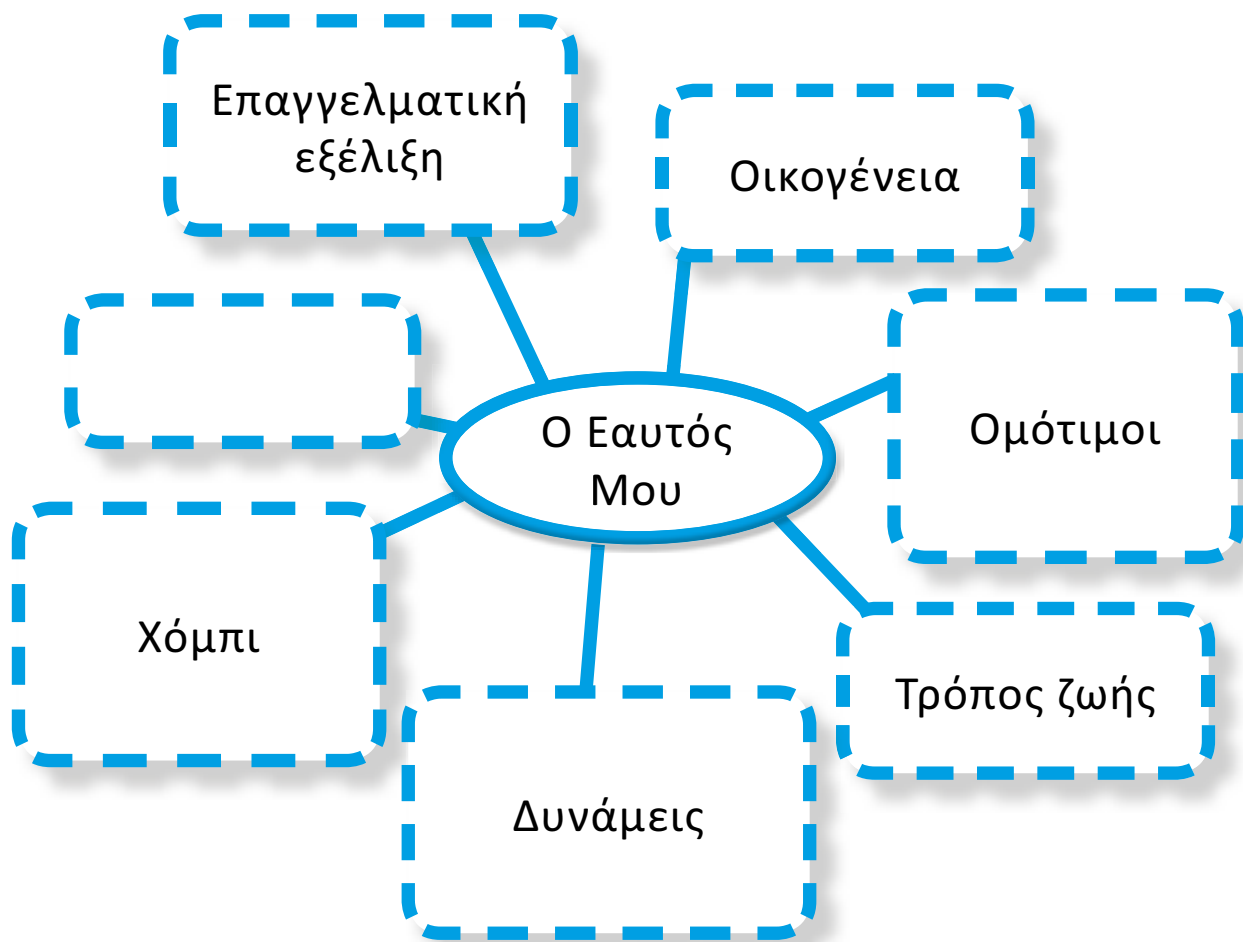 Επαγγελματική
εξέλιξη
Οικογένεια
Ομότιμοι
Ο Εαυτός
Μου
Χόμπι
Τρόπος ζωής
Δυνάμεις